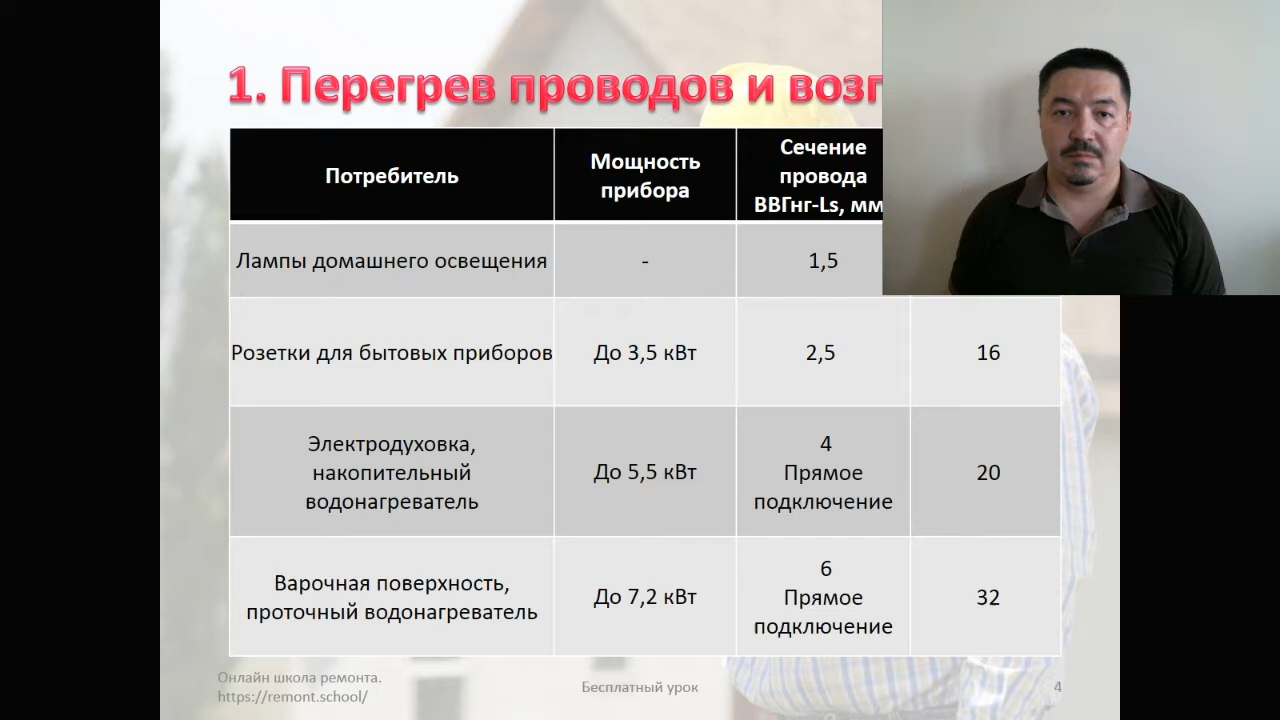 1. Перегрев проводов и возг
Потребитель
Мощность
прибора
Сечение
провода
ВВГнг-Ls, мм
Лампы домашнего освещения
-
1,5
Розетки для бытовых приборов
До 3,5 кВт
2,5
16
Электродуховка,
накопительный
водонагреватель
До 5,5 кВт
4
Прямое
подключение
20
Варочная поверхность,
проточный водонагреватель
До 7,2 кВт
6
Прямое
подключение
32
Онлайн школа ремонта.
https://remont.school/
Бесплатный урок
4